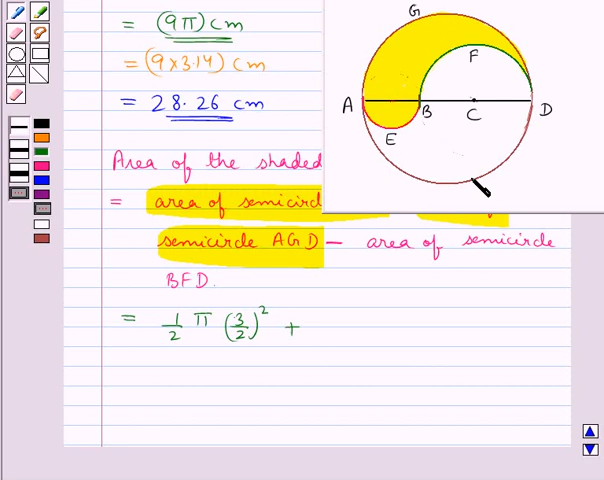 = (9π) cm
= (9×3.14) cm
= 28.26 cm
Area of the shaded
= area of
semicircle AGD – area of semicircle
BFD.
= 1/2 π (3/2)² +
G
F
A B C D
E